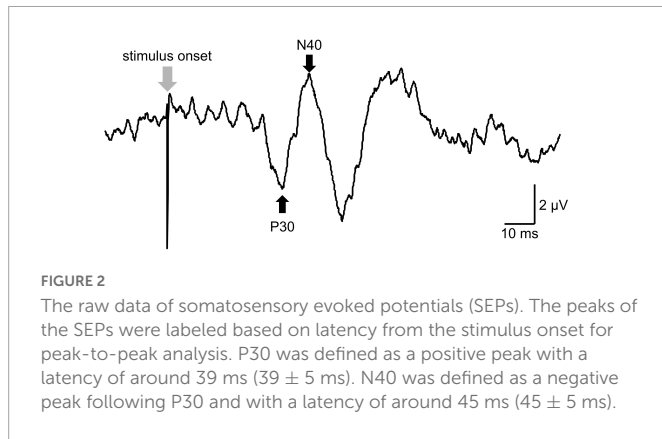 stimulus onset
N40
P30
2 µV
10 ms
FIGURE 2
The raw data of somatosensory evoked potentials (SEPs). The peaks of
the SEPs were labeled based on latency from the stimulus onset for
peak-to-peak analysis. P30 was defined as a positive peak with a
latency of around 39 ms (39 ± 5 ms). N40 was defined as a negative
peak following P30 and with a latency of around 45 ms (45 ± 5 ms).